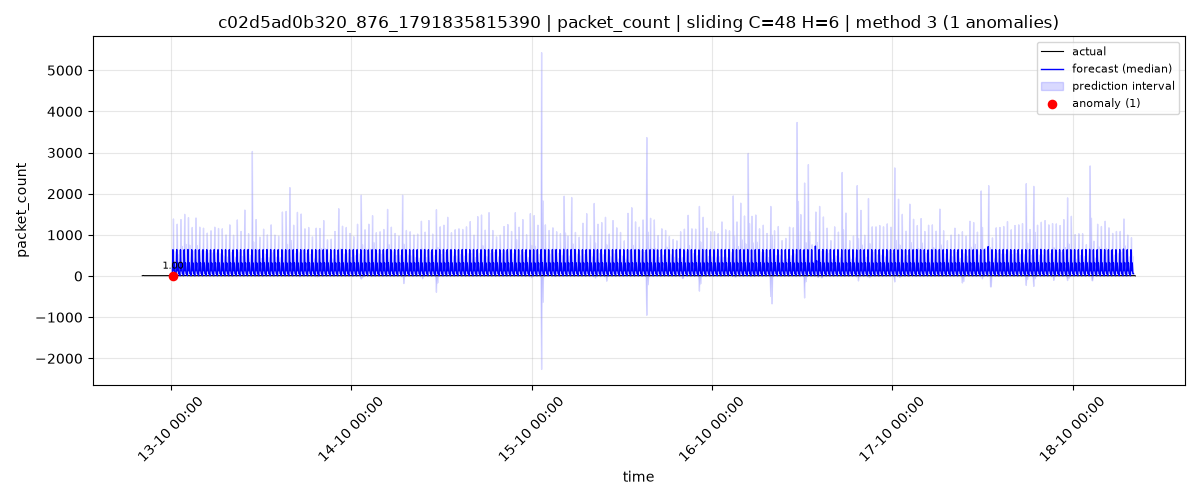 c02d5ad0b320_876_1791835815390 | packet_count | sliding C=48 H=6 | method 3 (1 anomalies)
actual
forecast (median)
prediction interval
anomaly (1)
packet_count
5000
4000
3000
2000
1000
0
−1000
−2000
13-10 00:00
14-10 00:00
15-10 00:00
16-10 00:00
17-10 00:00
18-10 00:00
time